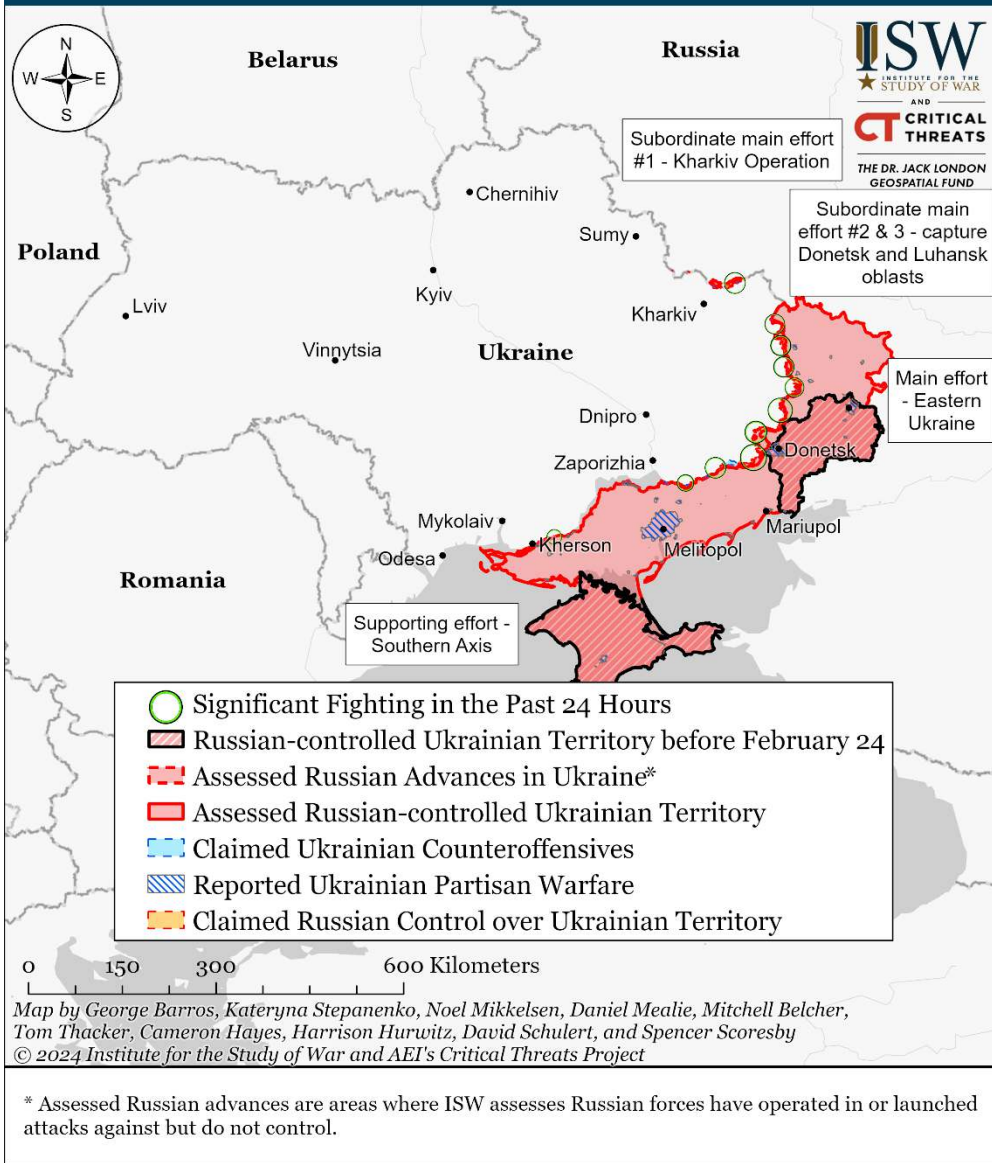 N
W
E
S
Belarus
Russia
ISW
INSTITUTE FOR THE
STUDY OF WAR
AND
CT CRITICAL
THREATS
THE DR. JACK LONDON
GEOSPATIAL FUND
Subordinate main effort
#1 - Kharkiv Operation
Subordinate main
effort #2 & 3 - capture
Donetsk and Luhansk
oblasts
Chernihiv
Sumy
Poland
Lviv
Kyiv
Kharkiv
Vinnytsia
Ukraine
Main effort
- Eastern
Ukraine
Dnipro
Donetsk
Zaporizhia
Mykolaiv
Mariupol
Kherson
Odesa
Melitopol
Romania
Supporting effort -
Southern Axis
Significant Fighting in the Past 24 Hours
Russian-controlled Ukrainian Territory before February 24
Assessed Russian Advances in Ukraine*
Assessed Russian-controlled Ukrainian Territory
Claimed Ukrainian Counteroffensives
Reported Ukrainian Partisan Warfare
Claimed Russian Control over Ukrainian Territory
0 150 300 600 Kilometers
Map by George Barros, Kateryna Stepanenko, Noel Mikkelsen, Daniel Mealie, Mitchell Belcher,
Tom Thacker, Cameron Hayes, Harrison Hurwitz, David Schulert, and Spencer Scoresby
© 2024 Institute for the Study of War and AEI's Critical Threats Project
* Assessed Russian advances are areas where ISW assesses Russian forces have operated in or launched
attacks against but do not control.